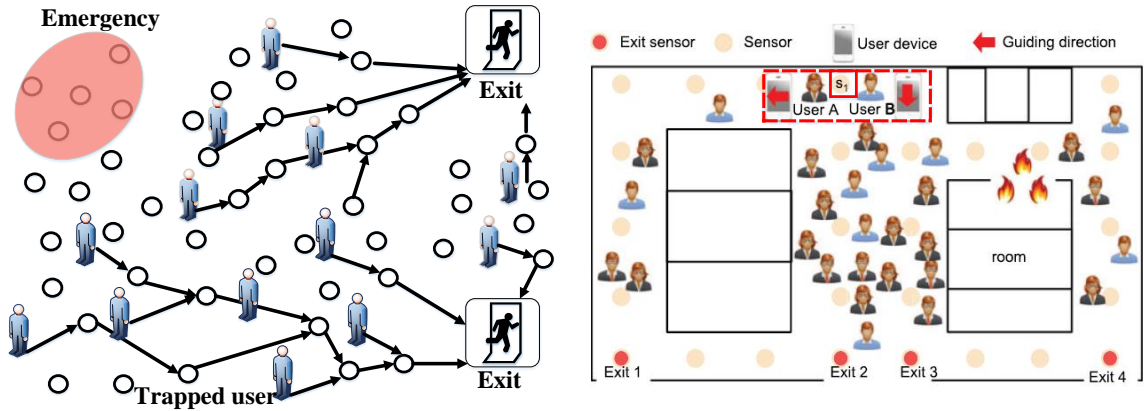 Emergency
Exit
Exit
Trapped user
Exit sensor
Sensor
User device
Guiding direction
S1
User A
User B
room
Exit 1
Exit 2
Exit 3
Exit 4